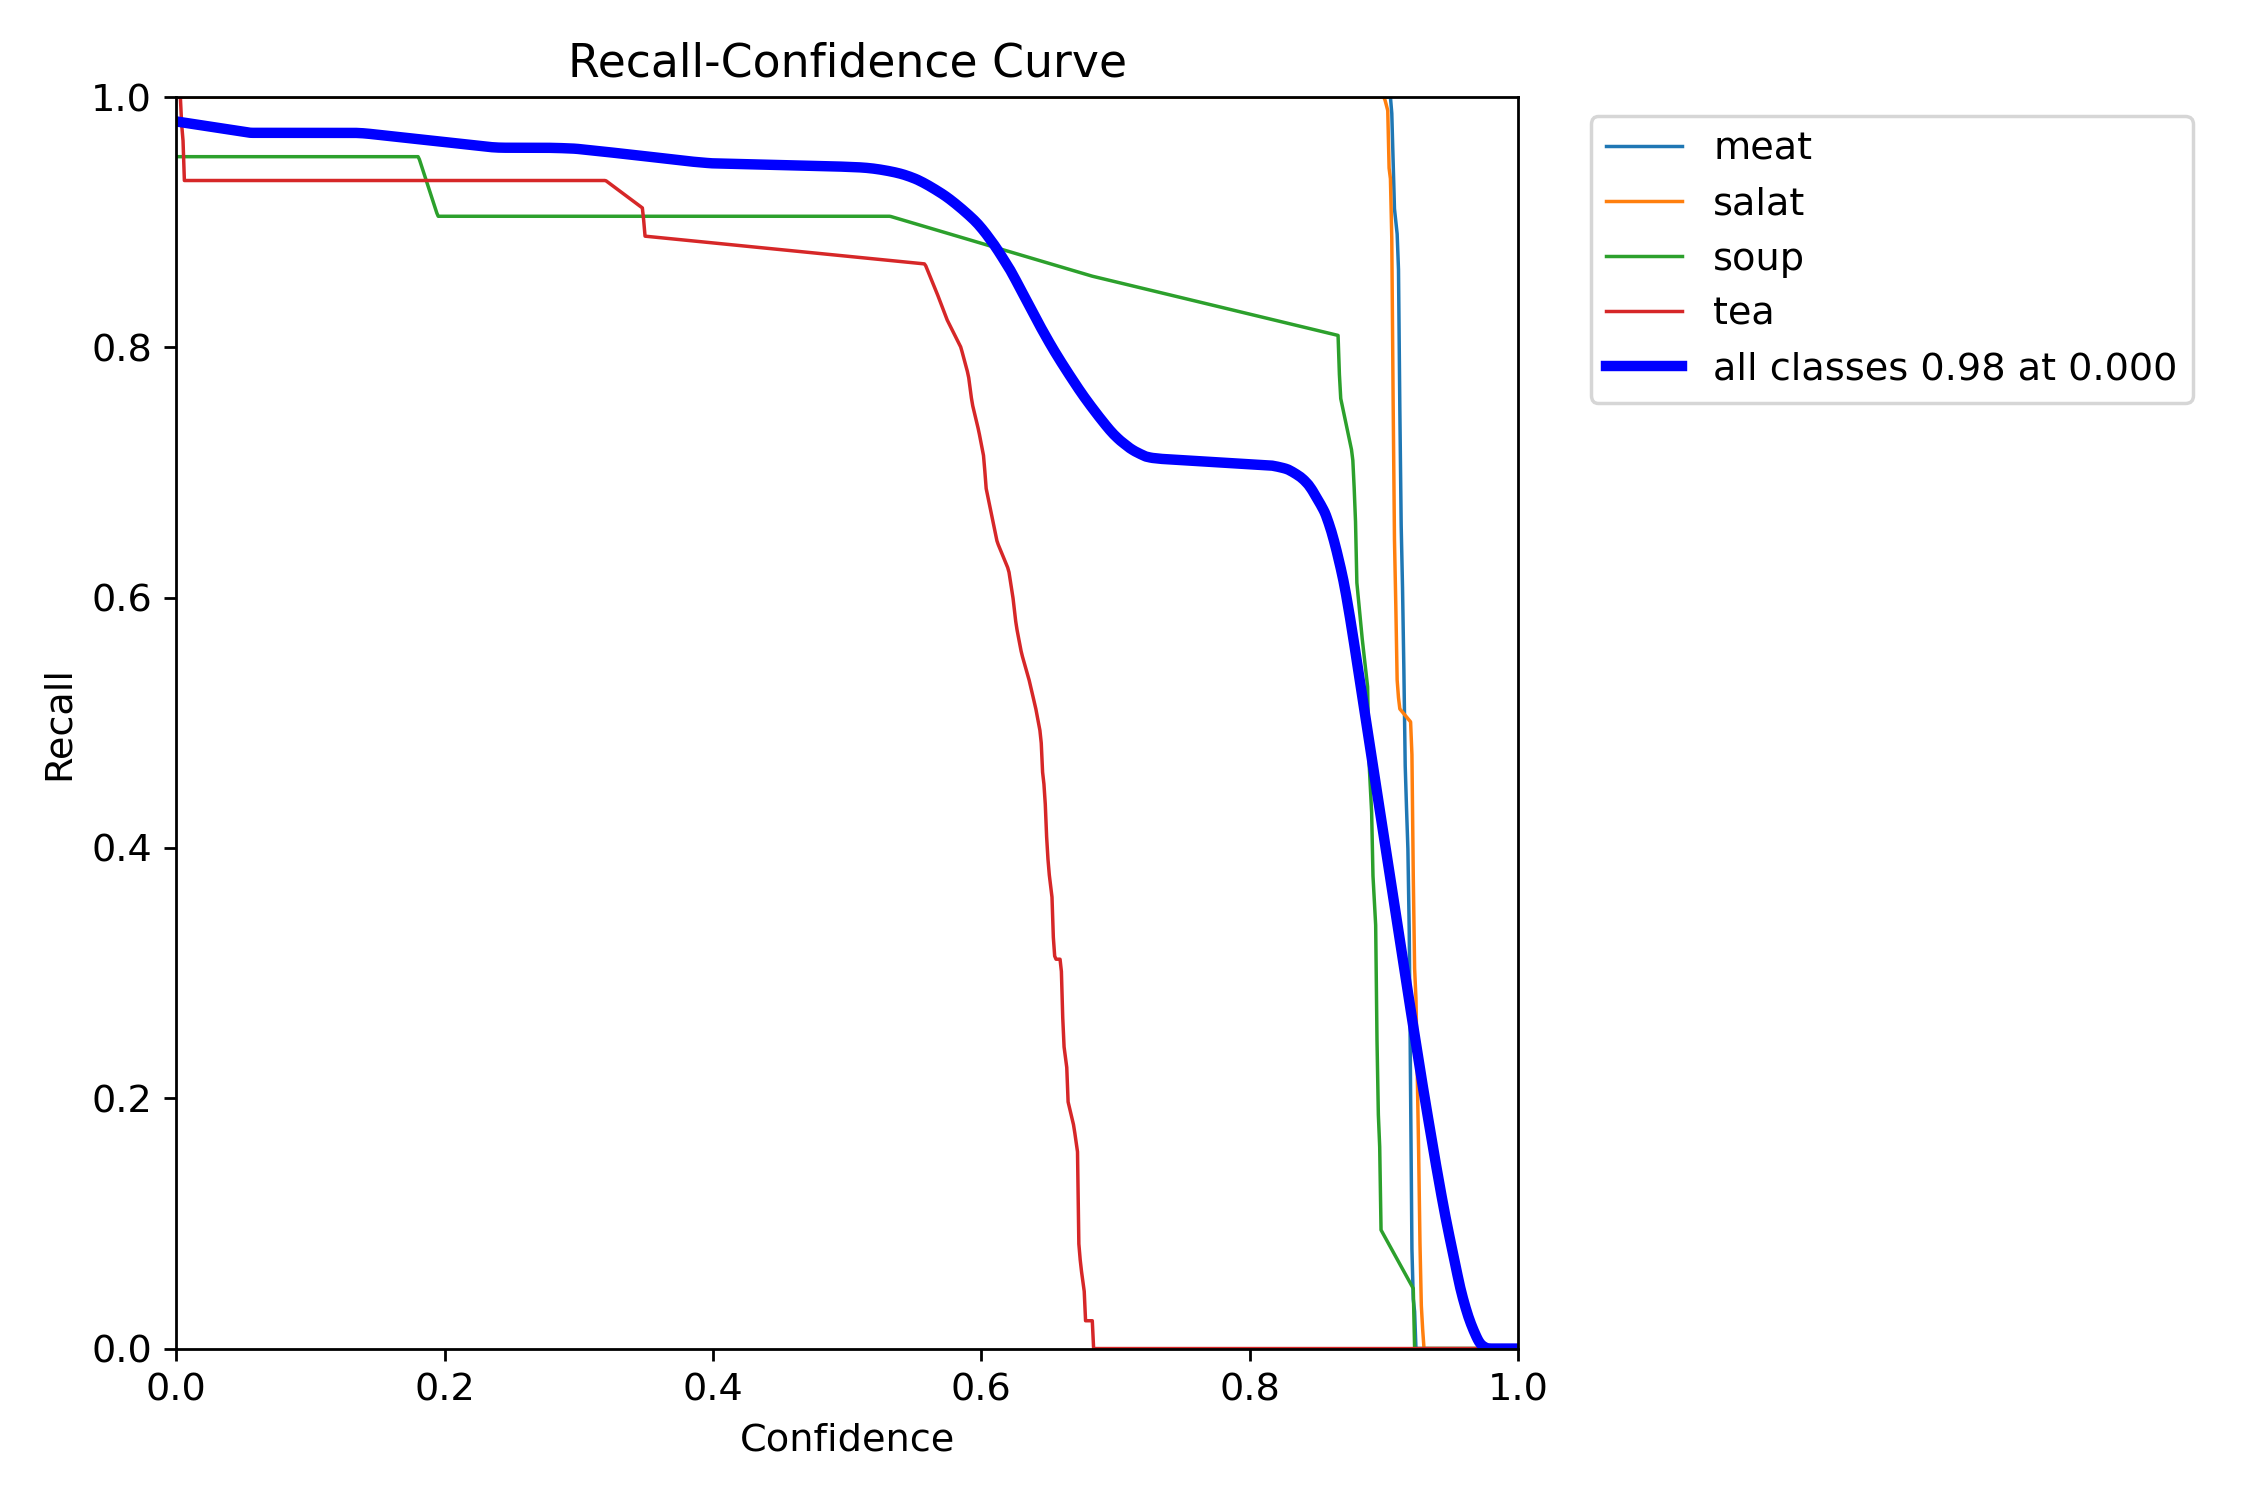 Recall-Confidence Curve
1.0
0.8
0.6
0.4
0.2
0.0
Recall
0.0 0.2 0.4 0.6 0.8 1.0
Confidence
meat
salat
soup
tea
all classes 0.98 at 0.000